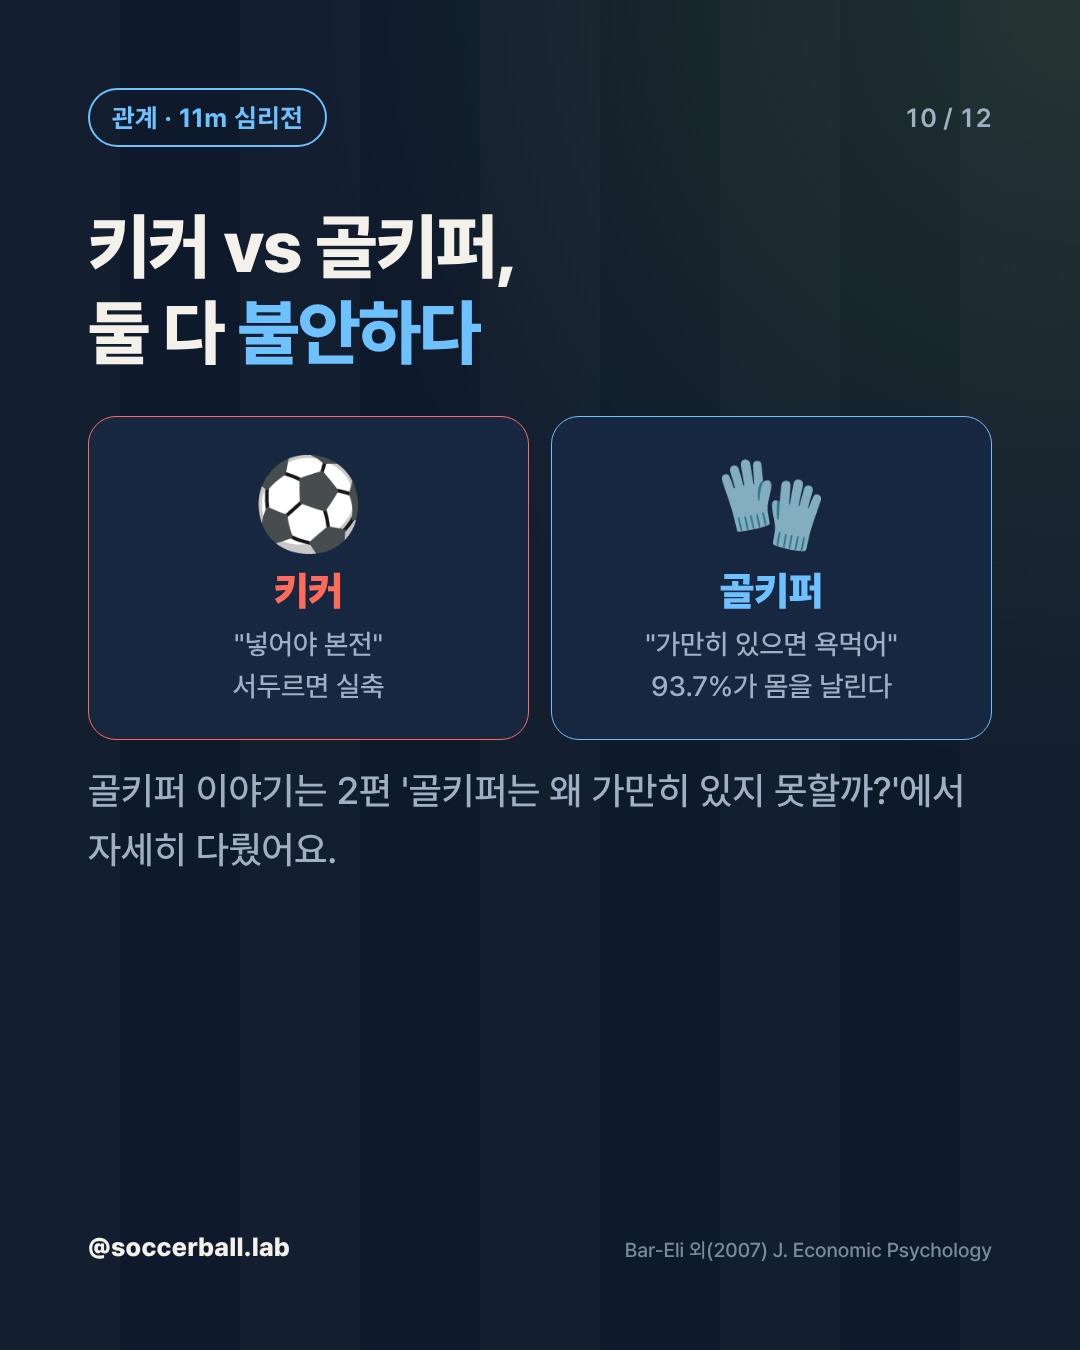 관계 · 11m 심리전
10 / 12
키커 vs 골키퍼,
둘 다 불안하다
키커
"넣어야 본전"
서두르면 실축
골키퍼
"가만히 있으면 욕먹어"
93.7%가 몸을 날린다
골키퍼 이야기는 2편 '골키퍼는 왜 가만히 있지 못할까?'에서
자세히 다뤘어요.
@soccerball.lab
Bar-Eli 외(2007) J. Economic Psychology